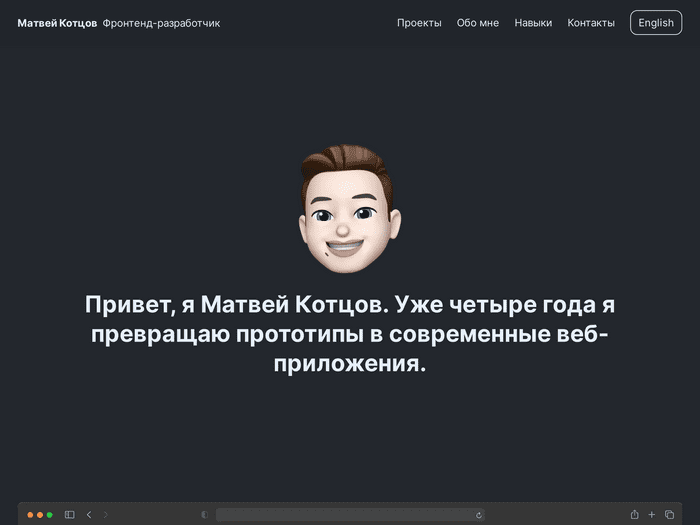 Матвей Котцов Фронтенд-разработчик
Проекты Обо мне Навыки Контакты English
Привет, я Матвей Котцов. Уже четыре года я
превращаю прототипы в современные веб-
приложения.